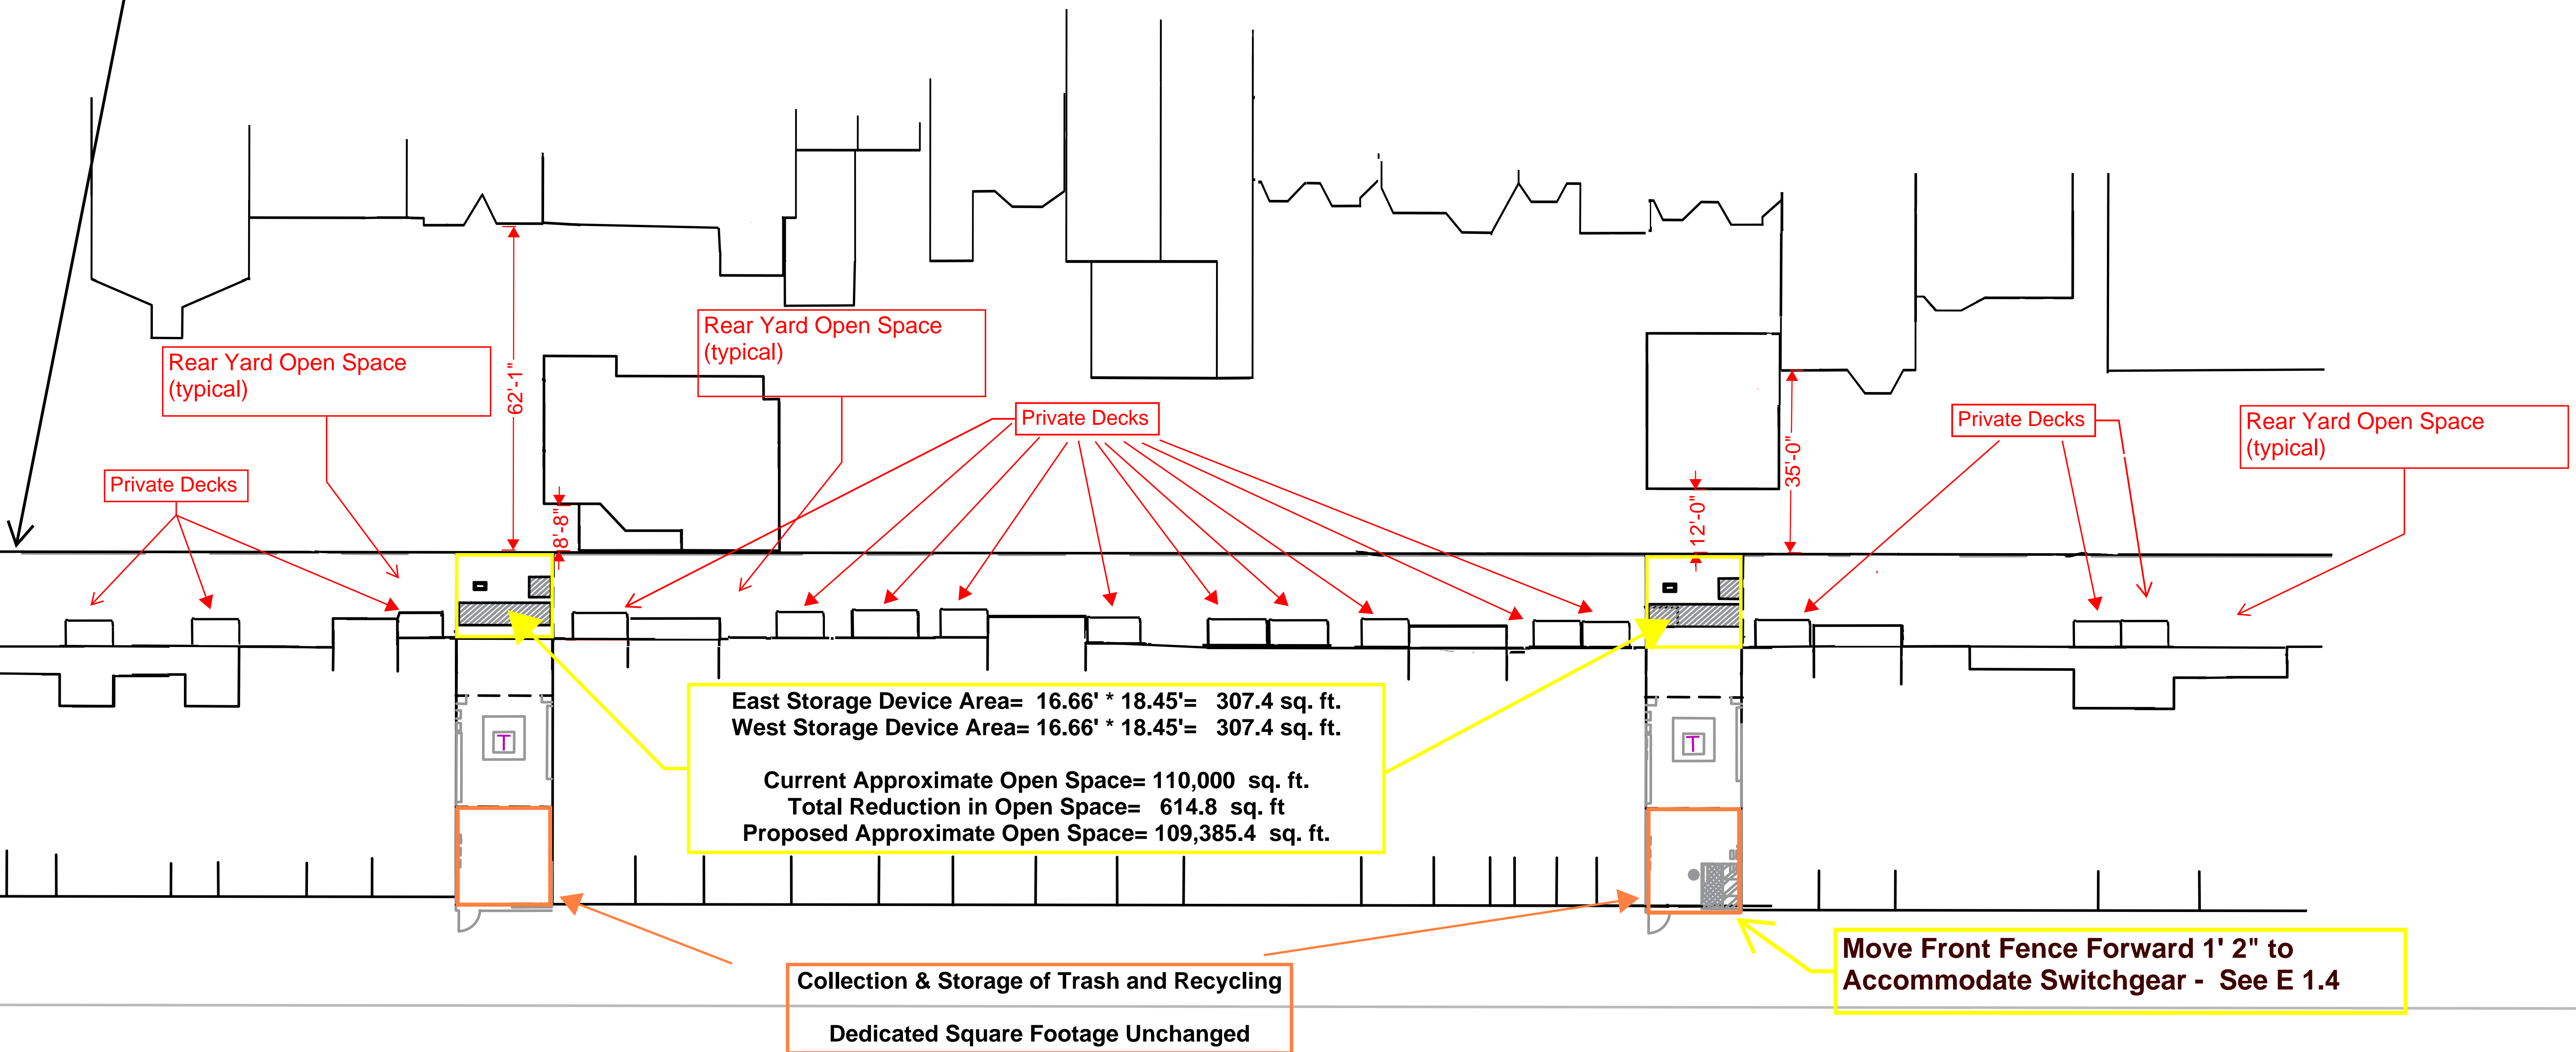 Rear Yard Open Space
(typical)
Rear Yard Open Space
(typical)
62'-1"
Private Decks
Private Decks
Rear Yard Open Space
(typical)
35'-0"
Private Decks
8'-8"
12'-0"
East Storage Device Area= 16.66' * 18.45'= 307.4 sq. ft.
West Storage Device Area= 16.66' * 18.45'= 307.4 sq. ft.
Current Approximate Open Space= 110,000 sq. ft.
Total Reduction in Open Space= 614.8 sq. ft
Proposed Approximate Open Space= 109,385.4 sq. ft.
T
T
Move Front Fence Forward 1' 2" to
Accommodate Switchgear - See E 1.4
Collection & Storage of Trash and Recycling
Dedicated Square Footage Unchanged